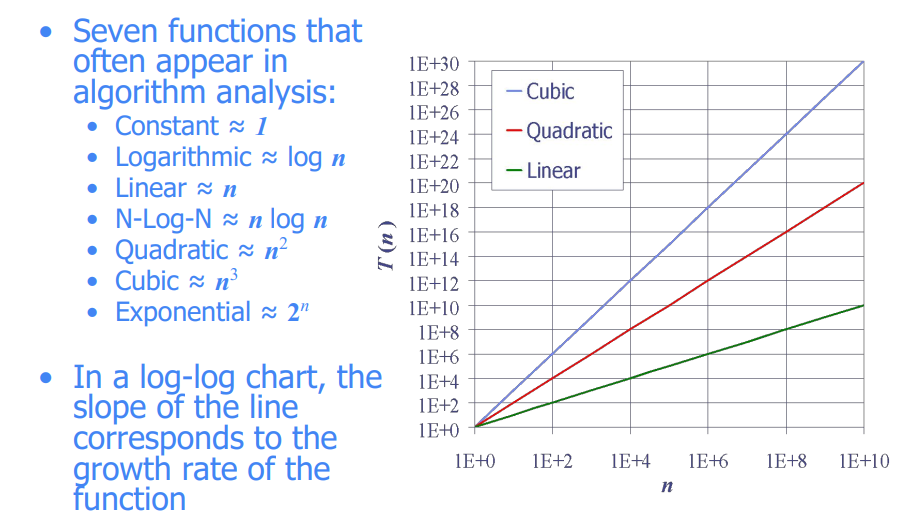 • Seven functions that
often appear in
algorithm analysis:
• Constant ≈ 1
• Logarithmic ≈ log n
• Linear ≈ n
• N-Log-N ≈ n log n
• Quadratic ≈ n²
• Cubic ≈ n³
• Exponential ≈ 2ⁿ
• In a log-log chart, the
slope of the line
corresponds to the
growth rate of the
function
1E+30
1E+28
1E+26
1E+24
1E+22
1E+20
1E+18
1E+16
1E+14
1E+12
1E+10
1E+8
1E+6
1E+4
1E+2
1E+0
T(n)
Cubic
Quadratic
Linear
1E+0 1E+2 1E+4 1E+6 1E+8 1E+10
n